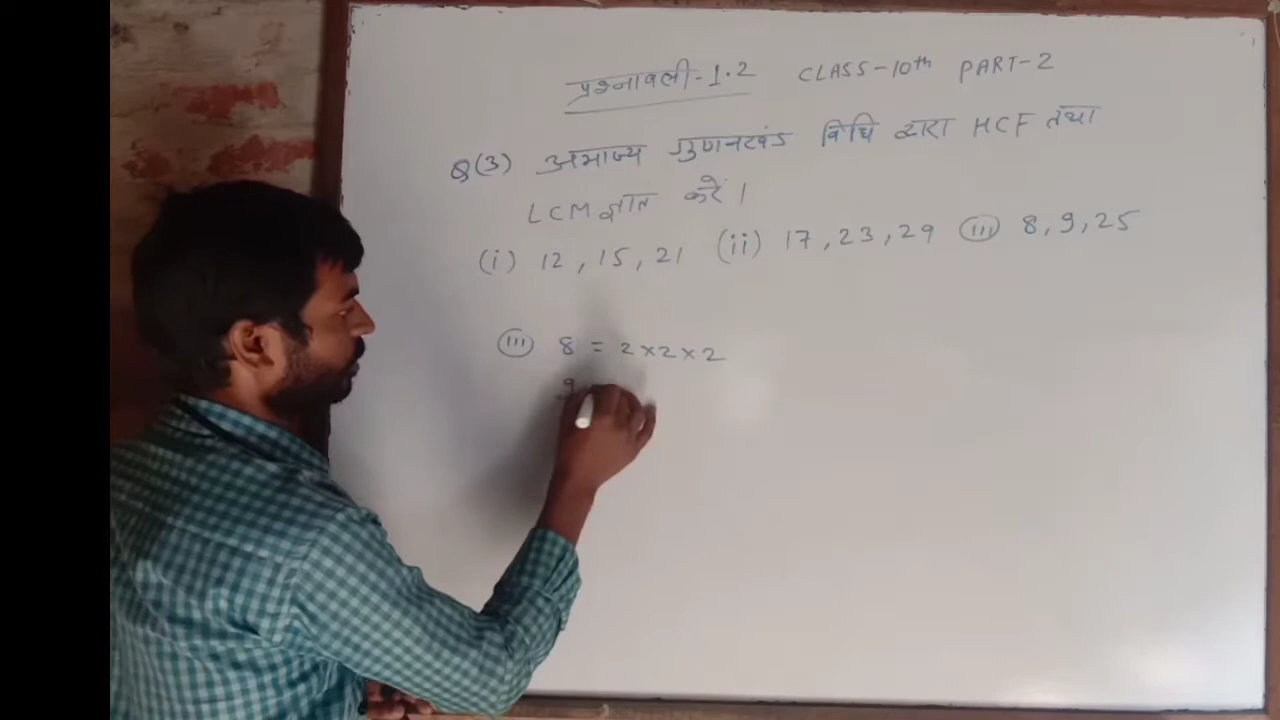 प्रश्नावली-1.2 CLASS-10th PART-2
Q(3) अभाज्य गुणनखंड विधि द्वारा HCF तथा
LCM ज्ञात करें।
(i) 12, 15, 21 (ii) 17, 23, 29 (iii) 8, 9, 25
(iii) 8 = 2×2×2
9